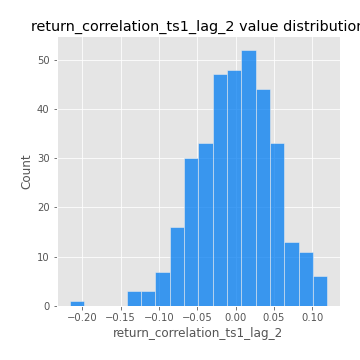 return_correlation_ts1_lag_2 value distribution
50
40
30
20
10
0
Count
−0.20 −0.15 −0.10 −0.05 0.00 0.05 0.10
return_correlation_ts1_lag_2